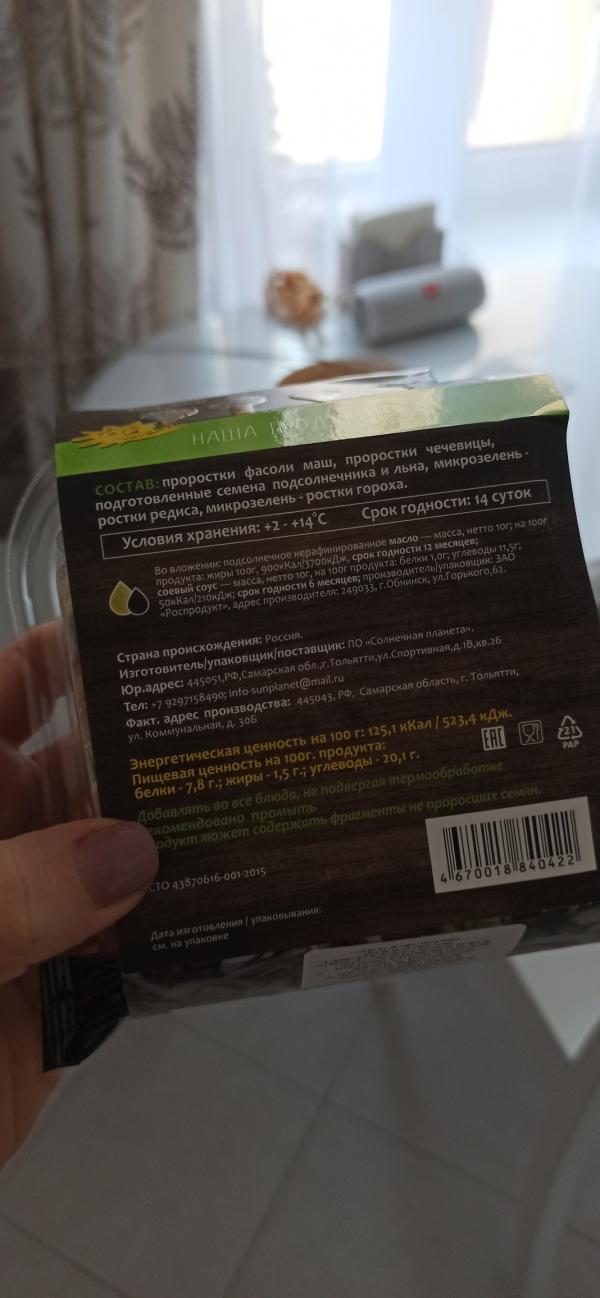 НАША
СОСТАВ: проростки фасоли маш, проростки чечевицы,
подготовленные семена подсолнечника и льна, микрозелень -
ростки редиса, микрозелень - ростки гороха.
Условия хранения: +2 - +14°С Срок годности: 14 суток
Во вложении: подсолнечное нерафинированное масло — масса, нетто 10г; на 100г
продукта: жиры 100г, 900кКал/3700кДж, срок годности 12 месяцев;
соевый соус — масса, нетто 10г, на 100г продукта: белки 1,0г; углеводы 11,5г;
50кКал/210кДж; срок годности 6 месяцев; производитель/упаковщик: ЗАО
«Роспродукт», адрес производителя: 249033, г.Обнинск, ул.Горького,62.
Страна происхождения: Россия.
Изготовитель/упаковщик/поставщик: ПО «Солнечная планета».
Юр.адрес: 445051,РФ,Самарская обл.,г.Тольятти,ул.Спортивная,д.1В,кв.26
Тел: +7 9297158490; info-sunplanet@mail.ru
Факт. адрес производства: 445043, РФ, Самарская область, г. Тольятти,
ул. Коммунальная, д. 30Б
Энергетическая ценность на 100 г: 125,1 кКал / 523,4 кДж.
Пищевая ценность на 100г. продукта:
белки - 7,8 г.; жиры - 1,5 г.; углеводы - 20,1 г.
EAC
21
PAP
Добавлять во все блюда, не подвергая термообработке
екомендовано промыть
одукт может содержать фрагменты не проросших семян.
СТО 43870616-001-2015
4 670018 840422
Дата изготовления / упаковывания:
см. на упаковке